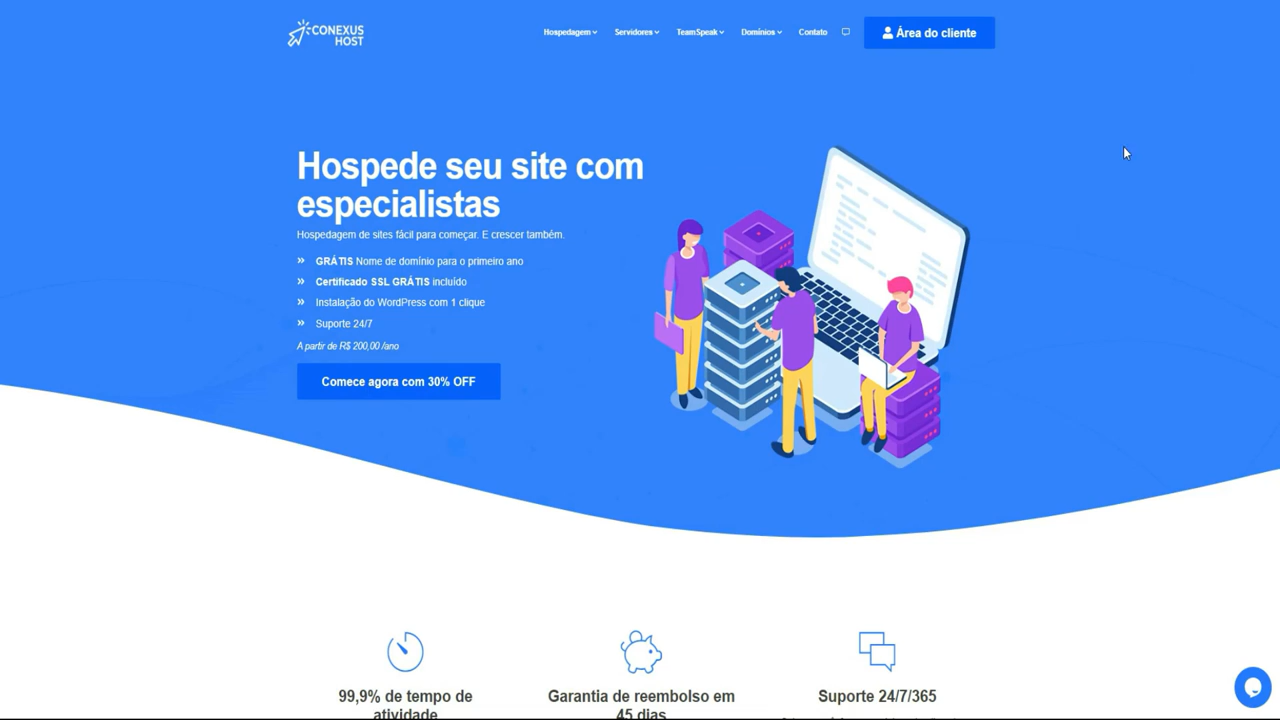 CONEXUS
HOST
Hospedagem
Servidores
TeamSpeak
Domínios
Contato
Área do cliente
Hospede seu site com
especialistas
Hospedagem de sites fácil para começar. E crescer também.
» GRÁTIS Nome de domínio para o primeiro ano
» Certificado SSL GRÁTIS incluído
» Instalação do WordPress com 1 clique
» Suporte 24/7
A partir de R$ 200,00 /ano
Comece agora com 30% OFF
99,9% de tempo de
atividade
Garantia de reembolso em
45 dias
Suporte 24/7/365